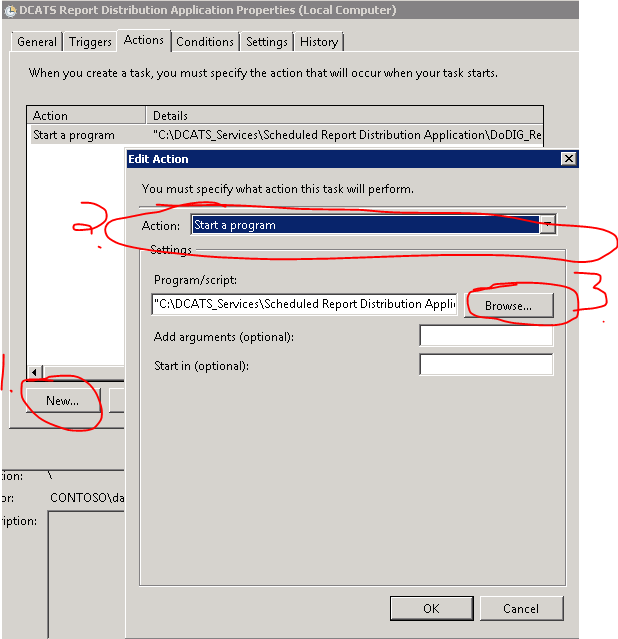 DCATS Report Distribution Application Properties (Local Computer)
General Triggers Actions Conditions Settings History
When you create a task, you must specify the action that will occur when your task starts.
Action Details
Start a program "C:\DCATS_Services\Scheduled Report Distribution Application\DoDIG_Re
Edit Action
You must specify what action this task will perform.
2.
Action: Start a program
Settings
Program/script:
"C:\DCATS_Services\Scheduled Report Distribution Appli
Browse...
3.
Add arguments (optional):
Start in (optional):
1.
New...
tion: \
or: CONTOSO\da
ription:
OK Cancel